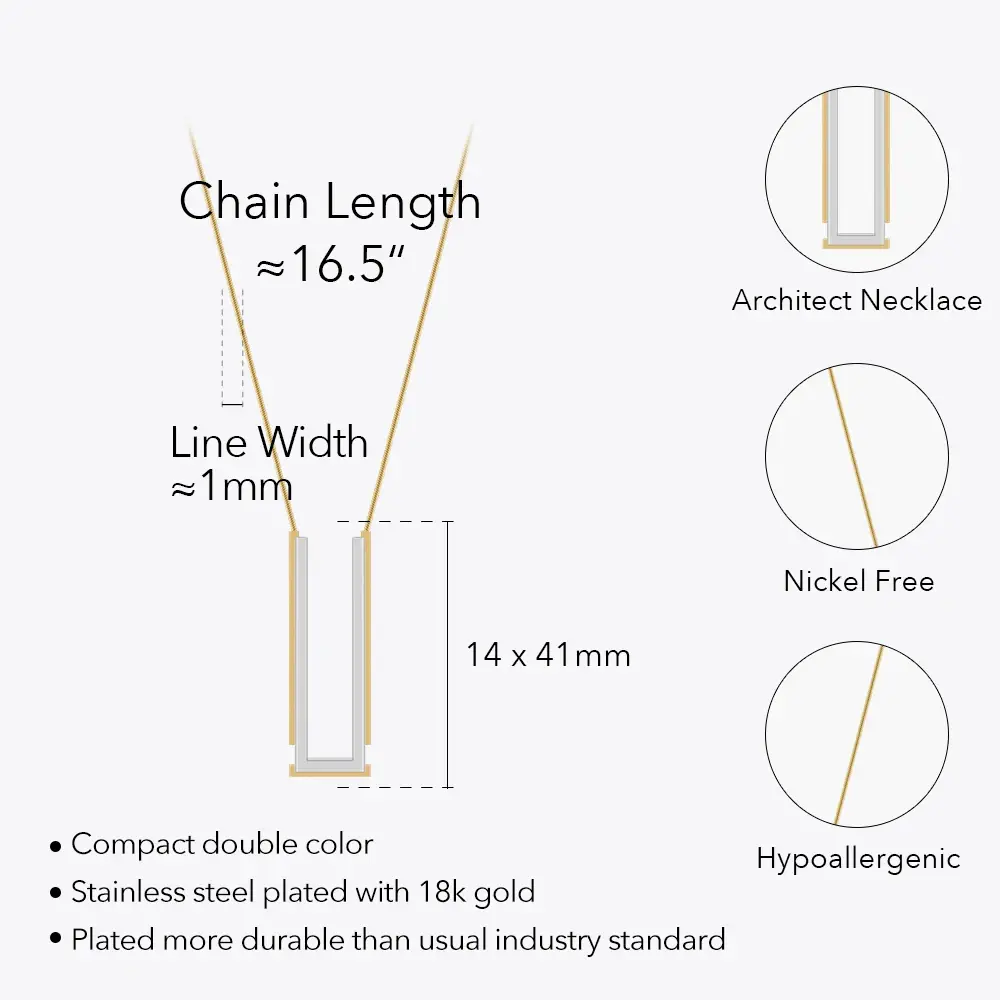 Chain Length
≈16.5“
Line Width
≈1mm
14 x 41mm
Architect Necklace
Nickel Free
Hypoallergenic
• Compact double color
• Stainless steel plated with 18k gold
• Plated more durable than usual industry standard